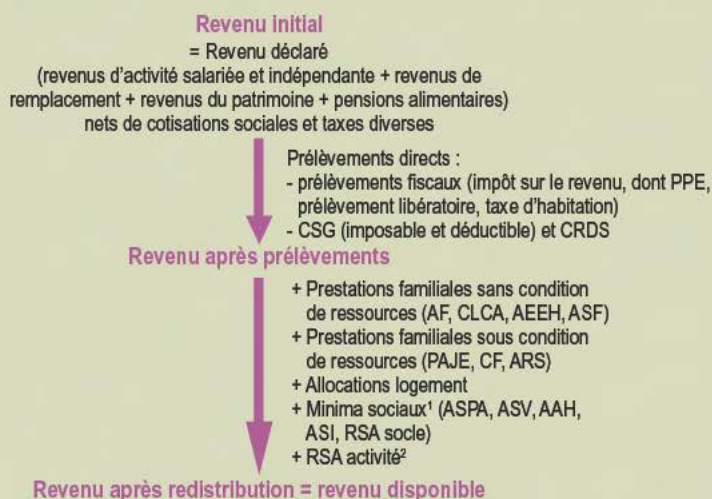 Revenu initial
= Revenu déclaré
(revenus d'activité salariée et indépendante + revenus de
remplacement + revenus du patrimoine + pensions alimentaires)
nets de cotisations sociales et taxes diverses
Prélèvements directs :
- prélèvements fiscaux (impôt sur le revenu, dont PPE,
prélèvement libératoire, taxe d'habitation)
- CSG (imposable et déductible) et CRDS
Revenu après prélèvements
+ Prestations familiales sans condition
de ressources (AF, CLCA, AEEH, ASF)
+ Prestations familiales sous condition
de ressources (PAJE, CF, ARS)
+ Allocations logement
+ Minima sociaux¹ (ASPA, ASV, AAH,
ASI, RSA socle)
+ RSA activité²
Revenu après redistribution = revenu disponible